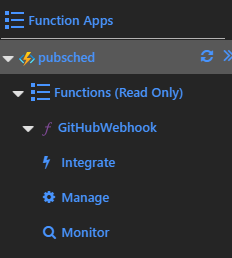 Function Apps
pubsched
Functions (Read Only)
GitHubWebhook
Integrate
Manage
Monitor